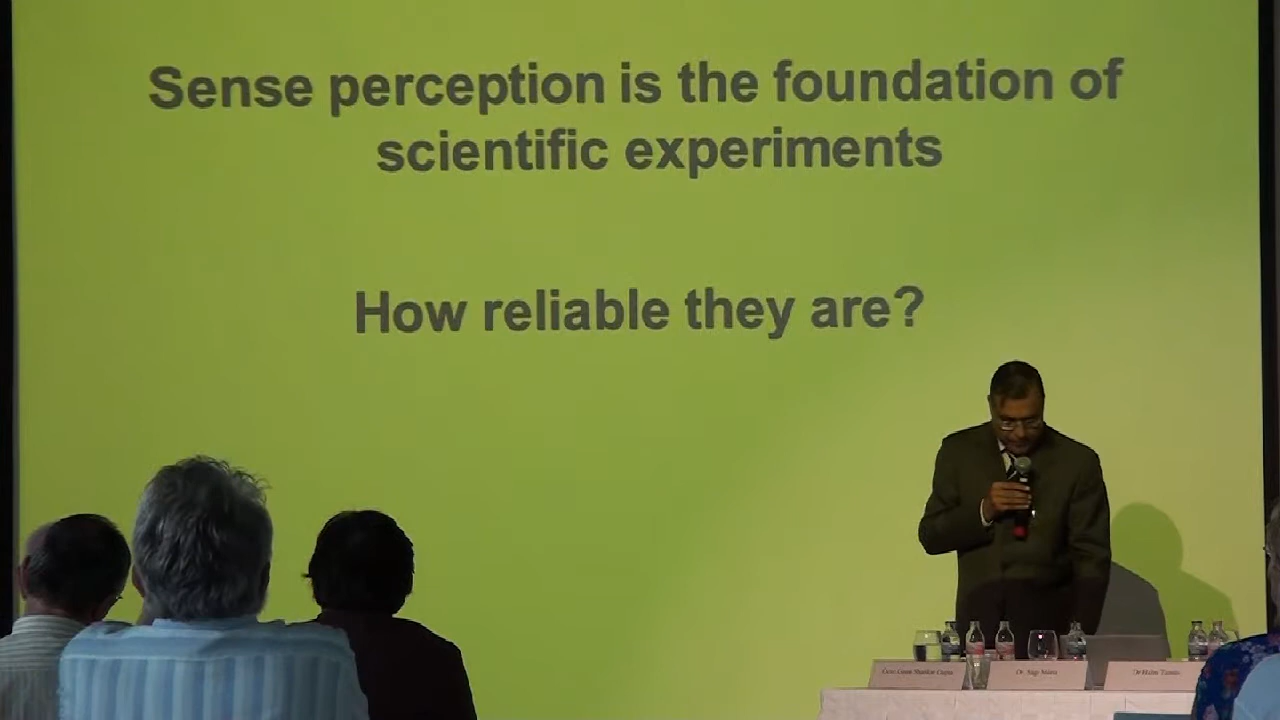 Sense perception is the foundation of
scientific experiments
How reliable they are?